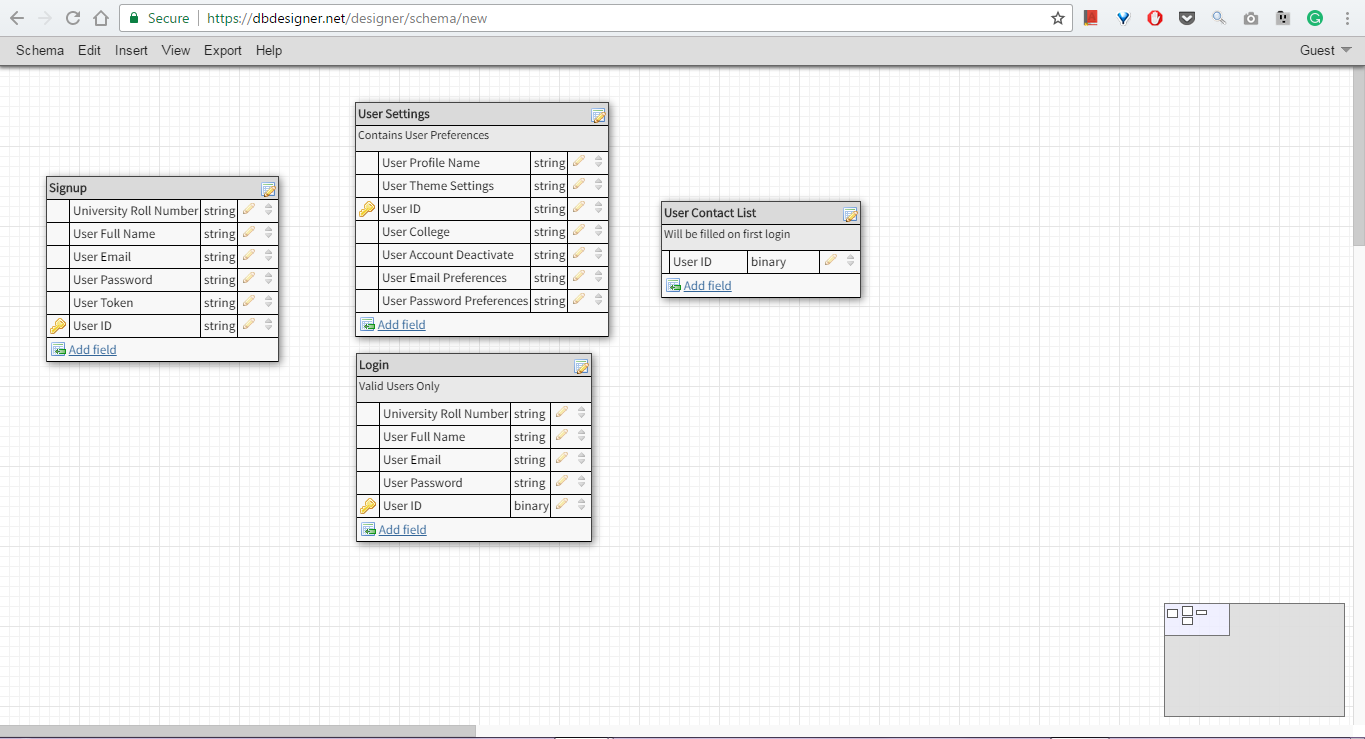 Secure https://dbdesigner.net/designer/schema/new
Schema Edit Insert View Export Help Guest
Signup
University Roll Number string
User Full Name string
User Email string
User Password string
User Token string
User ID string
Add field
User Settings
Contains User Preferences
User Profile Name string
User Theme Settings string
User ID string
User College string
User Account Deactivate string
User Email Preferences string
User Password Preferences string
Add field
Login
Valid Users Only
University Roll Number string
User Full Name string
User Email string
User Password string
User ID binary
Add field
User Contact List
Will be filled on first login
User ID binary
Add field